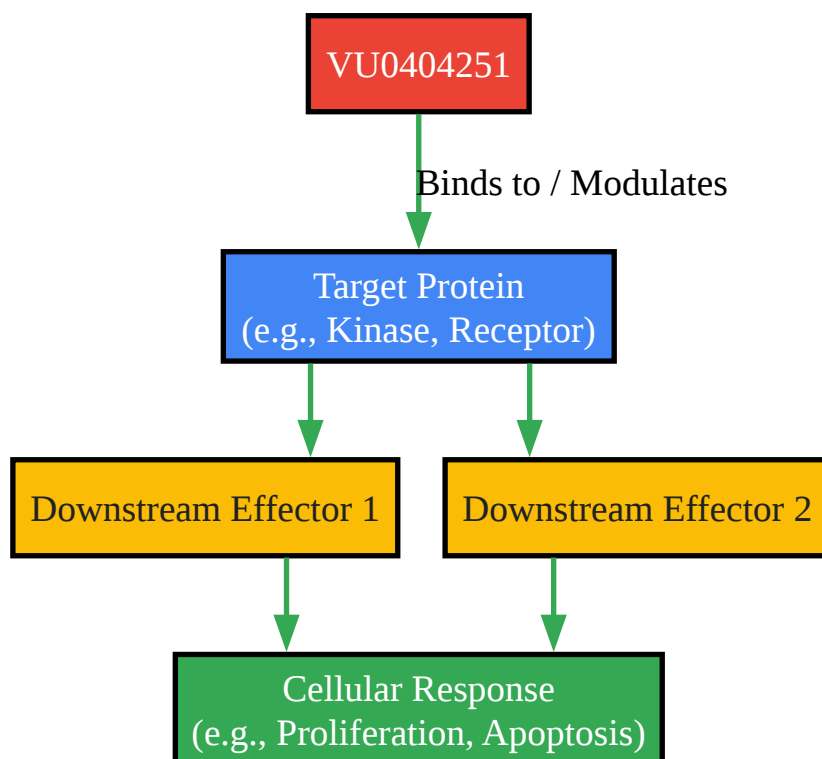 VU0404251
Binds to / Modulates
Target Protein
(e.g., Kinase, Receptor)
Downstream Effector 1
Downstream Effector 2
Cellular Response
(e.g., Proliferation, Apoptosis)